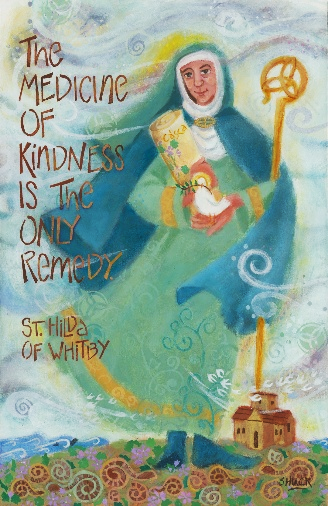 The
MEDICINE
OF
KiNDNESS
IS The
ONLY
ReMeDY
ST. HILDa
OF WHITBY